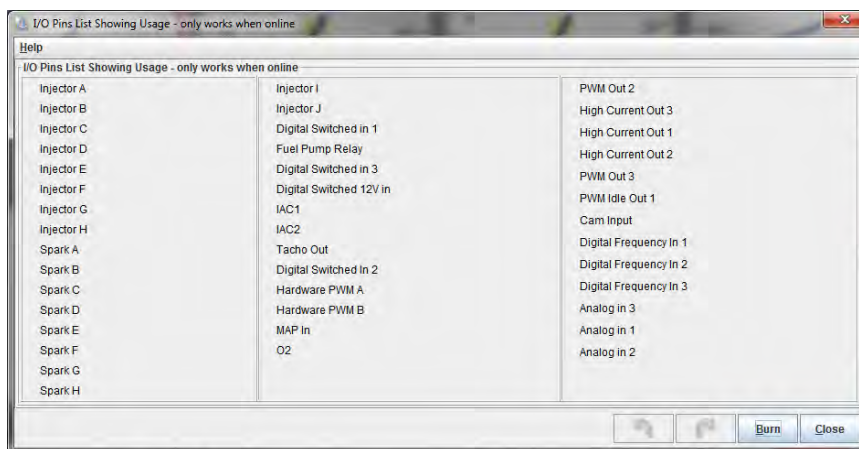 I/O Pins List Showing Usage - only works when online
Help
I/O Pins List Showing Usage - only works when online
Injector A
Injector B
Injector C
Injector D
Injector E
Injector F
Injector G
Injector H
Spark A
Spark B
Spark C
Spark D
Spark E
Spark F
Spark G
Spark H
Injector I
Injector J
Digital Switched in 1
Fuel Pump Relay
Digital Switched in 3
Digital Switched 12V in
IAC1
IAC2
Tacho Out
Digital Switched In 2
Hardware PWM A
Hardware PWM B
MAP In
O2
PWM Out 2
High Current Out 3
High Current Out 1
High Current Out 2
PWM Out 3
PWM Idle Out 1
Cam Input
Digital Frequency In 1
Digital Frequency In 2
Digital Frequency In 3
Analog in 3
Analog in 1
Analog in 2
Burn
Close